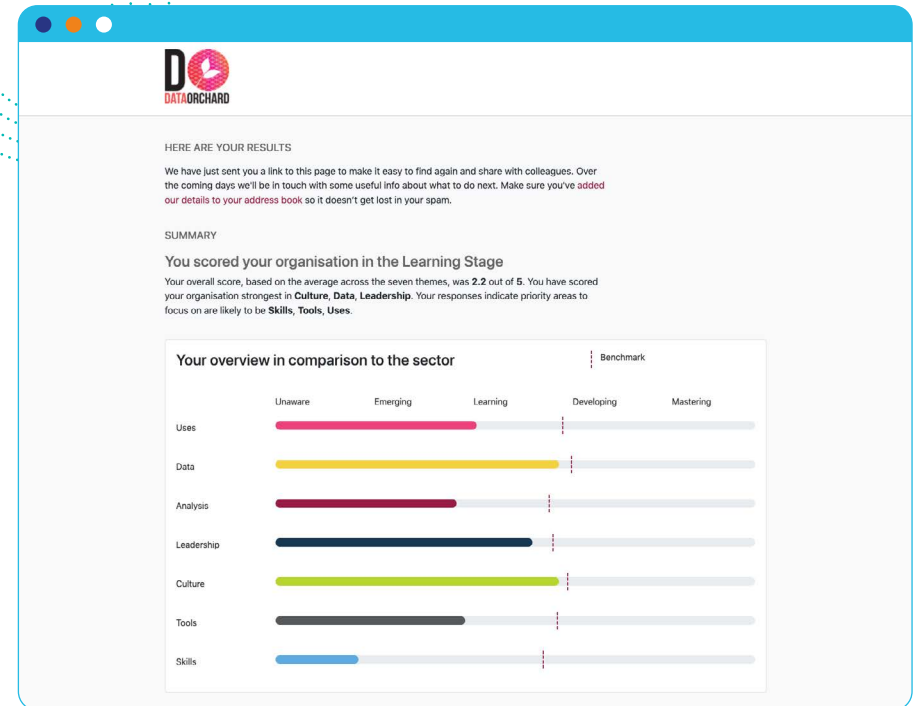 DO
DATAORCHARD
HERE ARE YOUR RESULTS
We have just sent you a link to this page to make it easy to find again and share with colleagues. Over
the coming days we'll be in touch with some useful info about what to do next. Make sure you've added
our details to your address book so it doesn't get lost in your spam.
SUMMARY
You scored your organisation in the Learning Stage
Your overall score, based on the average across the seven themes, was 2.2 out of 5. You have scored
your organisation strongest in Culture, Data, Leadership. Your responses indicate priority areas to
focus on are likely to be Skills, Tools, Uses.
Your overview in comparison to the sector
Benchmark
Unaware Emerging Learning Developing Mastering
Uses
Data
Analysis
Leadership
Culture
Tools
Skills